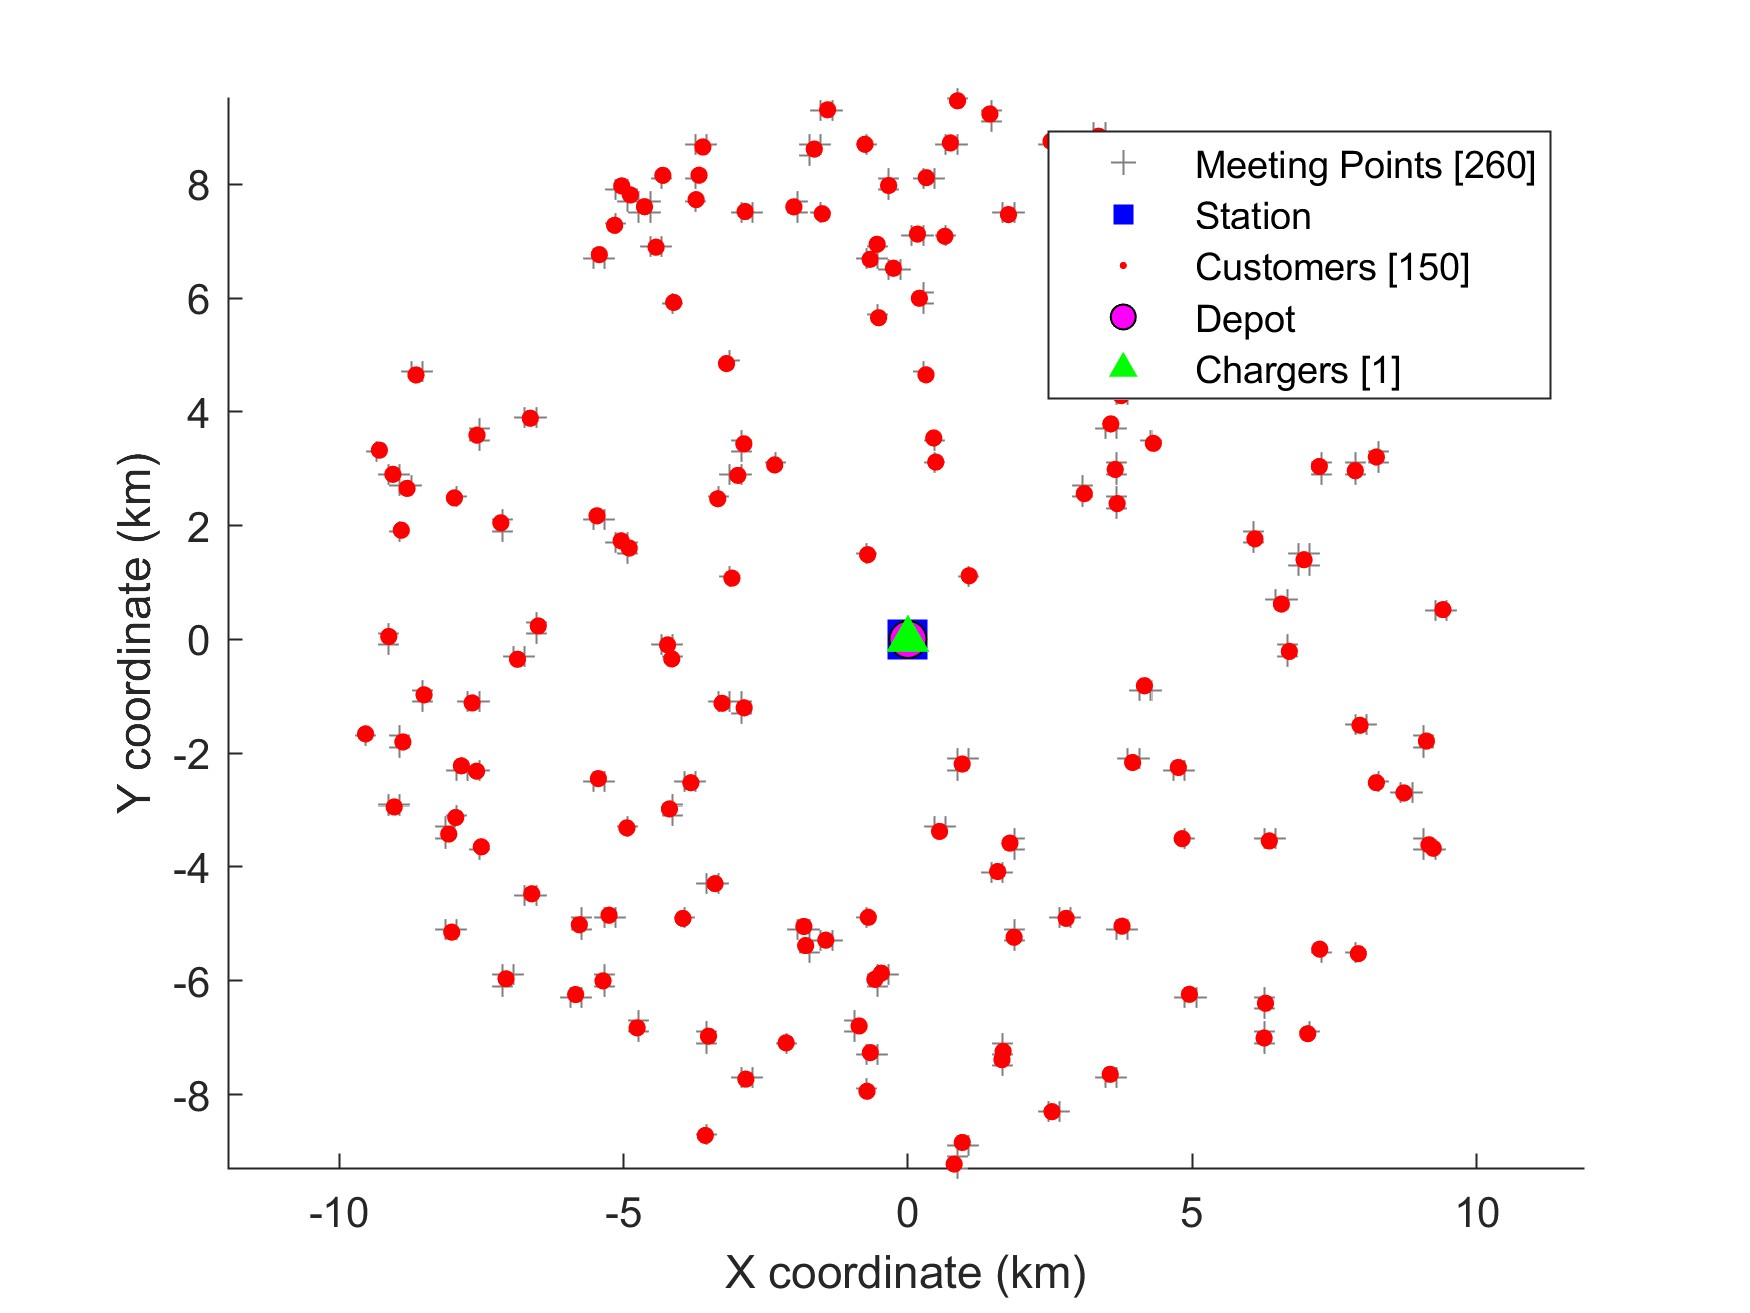 8
6
4
2
0
-2
-4
-6
-8
Y coordinate (km)
Meeting Points [260]
Station
Customers [150]
Depot
Chargers [1]
-10
-5
0
5
10
X coordinate (km)